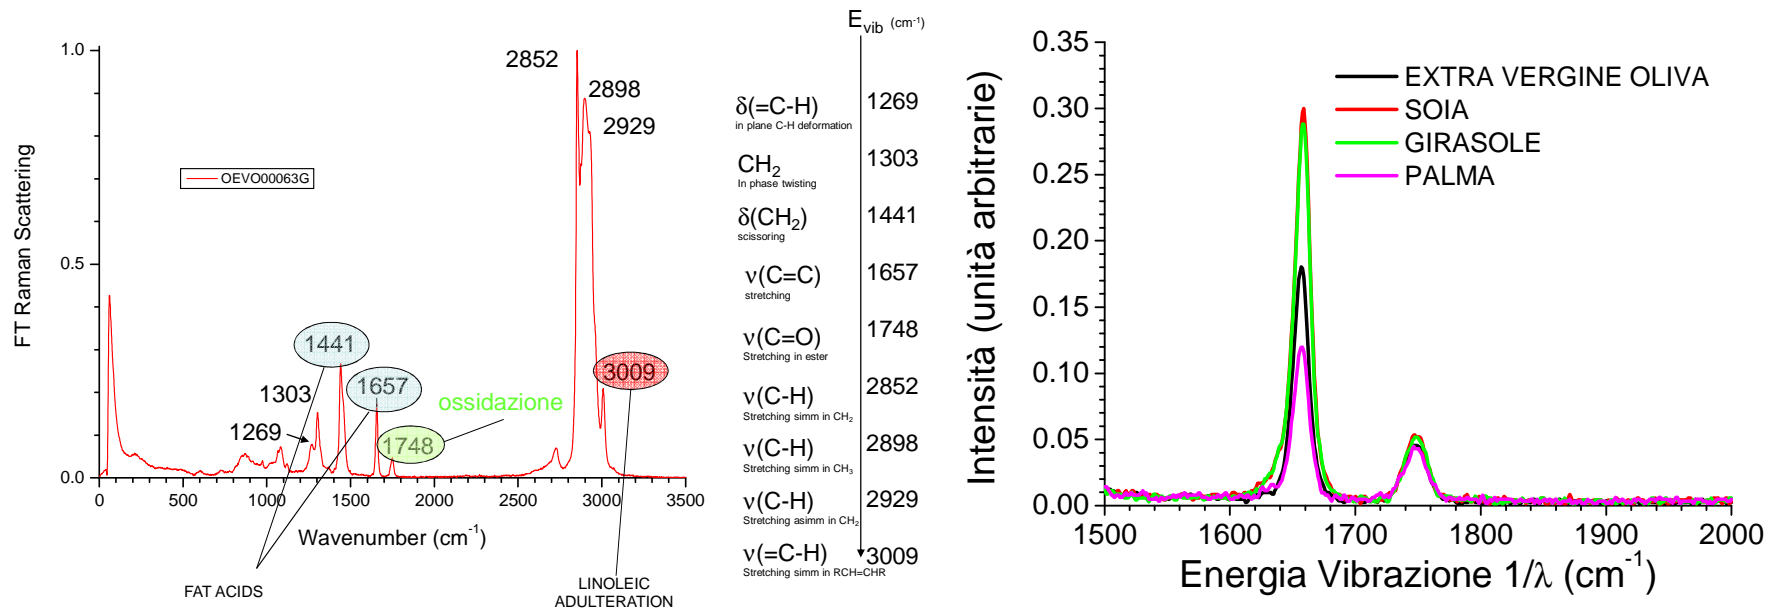 FT Raman Scattering
1.0
0.5
0.0
2852
2898
2929
OEVO00063G
1441
1657
3009
1303
ossidazione
1269
1748
0 500 1000 1500 2000 2500 3000 3500
Wavenumber (cm⁻¹)
FAT ACIDS
LINOLEIC
ADULTERATION
E_vib (cm⁻¹)
δ(=C-H) 1269
in plane C-H deformation
CH₂ 1303
In phase twisting
δ(CH₂) 1441
scissoring
ν(C=C) 1657
stretching
ν(C=O) 1748
Stretching in ester
ν(C-H) 2852
Stretching simm in CH₂
ν(C-H) 2898
Stretching simm in CH₃
ν(C-H) 2929
Stretching asimm in CH₂
ν(=C-H) 3009
Stretching simm in RCH=CHR
Intensità (unità arbitrarie)
0.35
0.30
0.25
0.20
0.15
0.10
0.05
0.00
EXTRA VERGINE OLIVA
SOIA
GIRASOLE
PALMA
1500 1600 1700 1800 1900 2000
Energia Vibrazione 1/λ (cm⁻¹)